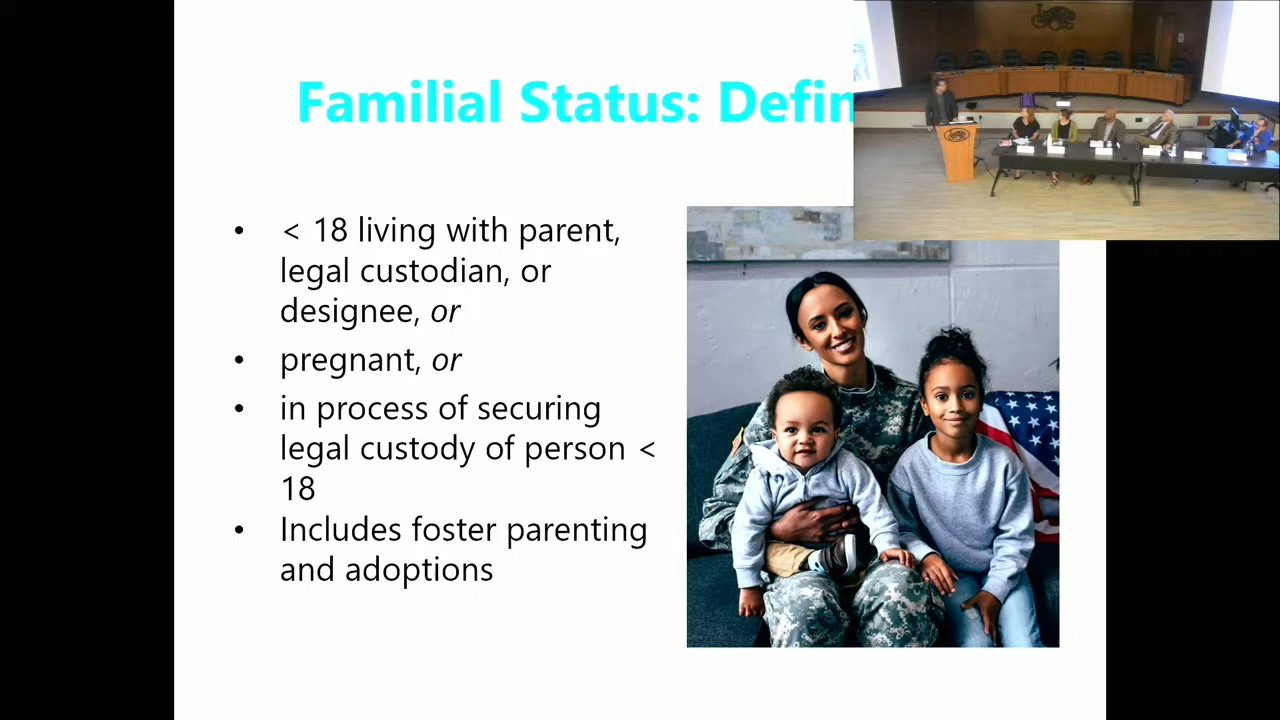 Familial Status: Defin
• < 18 living with parent,
legal custodian, or
designee, or
• pregnant, or
• in process of securing
legal custody of person <
18
• Includes foster parenting
and adoptions